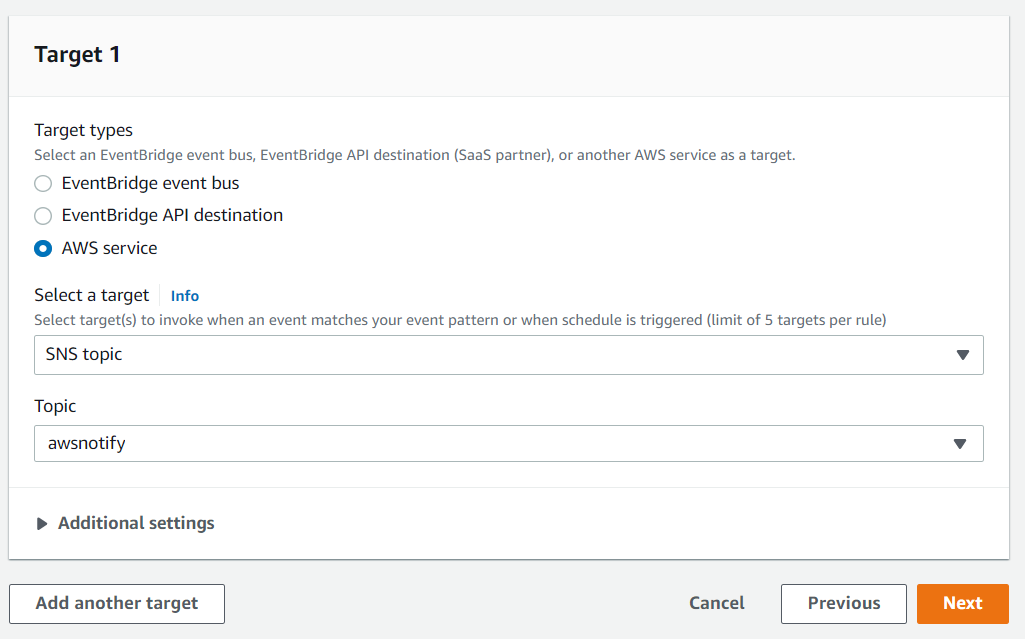 Target 1
Target types
Select an EventBridge event bus, EventBridge API destination (SaaS partner), or another AWS service as a target.
EventBridge event bus
EventBridge API destination
AWS service
Select a target Info
Select target(s) to invoke when an event matches your event pattern or when schedule is triggered (limit of 5 targets per rule)
SNS topic
Topic
awsnotify
Additional settings
Add another target Cancel Previous Next